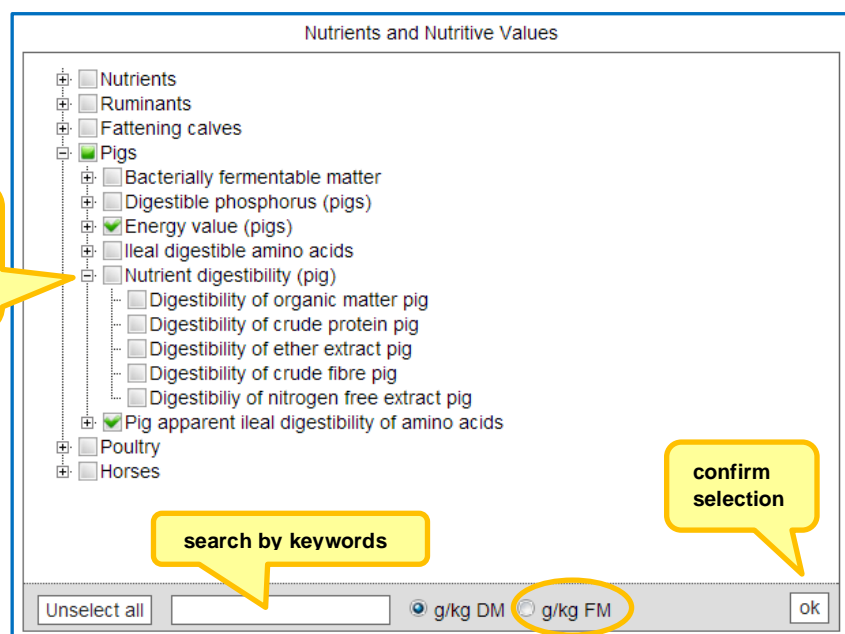 Nutrients and Nutritive Values
Nutrients
Ruminants
Fattening calves
Pigs
Bacterially fermentable matter
Digestible phosphorus (pigs)
Energy value (pigs)
Ileal digestible amino acids
Nutrient digestibility (pig)
Digestibility of organic matter pig
Digestibility of crude protein pig
Digestibility of ether extract pig
Digestibility of crude fibre pig
Digestibiliy of nitrogen free extract pig
Pig apparent ileal digestibility of amino acids
Poultry
Horses
confirm
selection
search by keywords
Unselect all g/kg DM g/kg FM ok